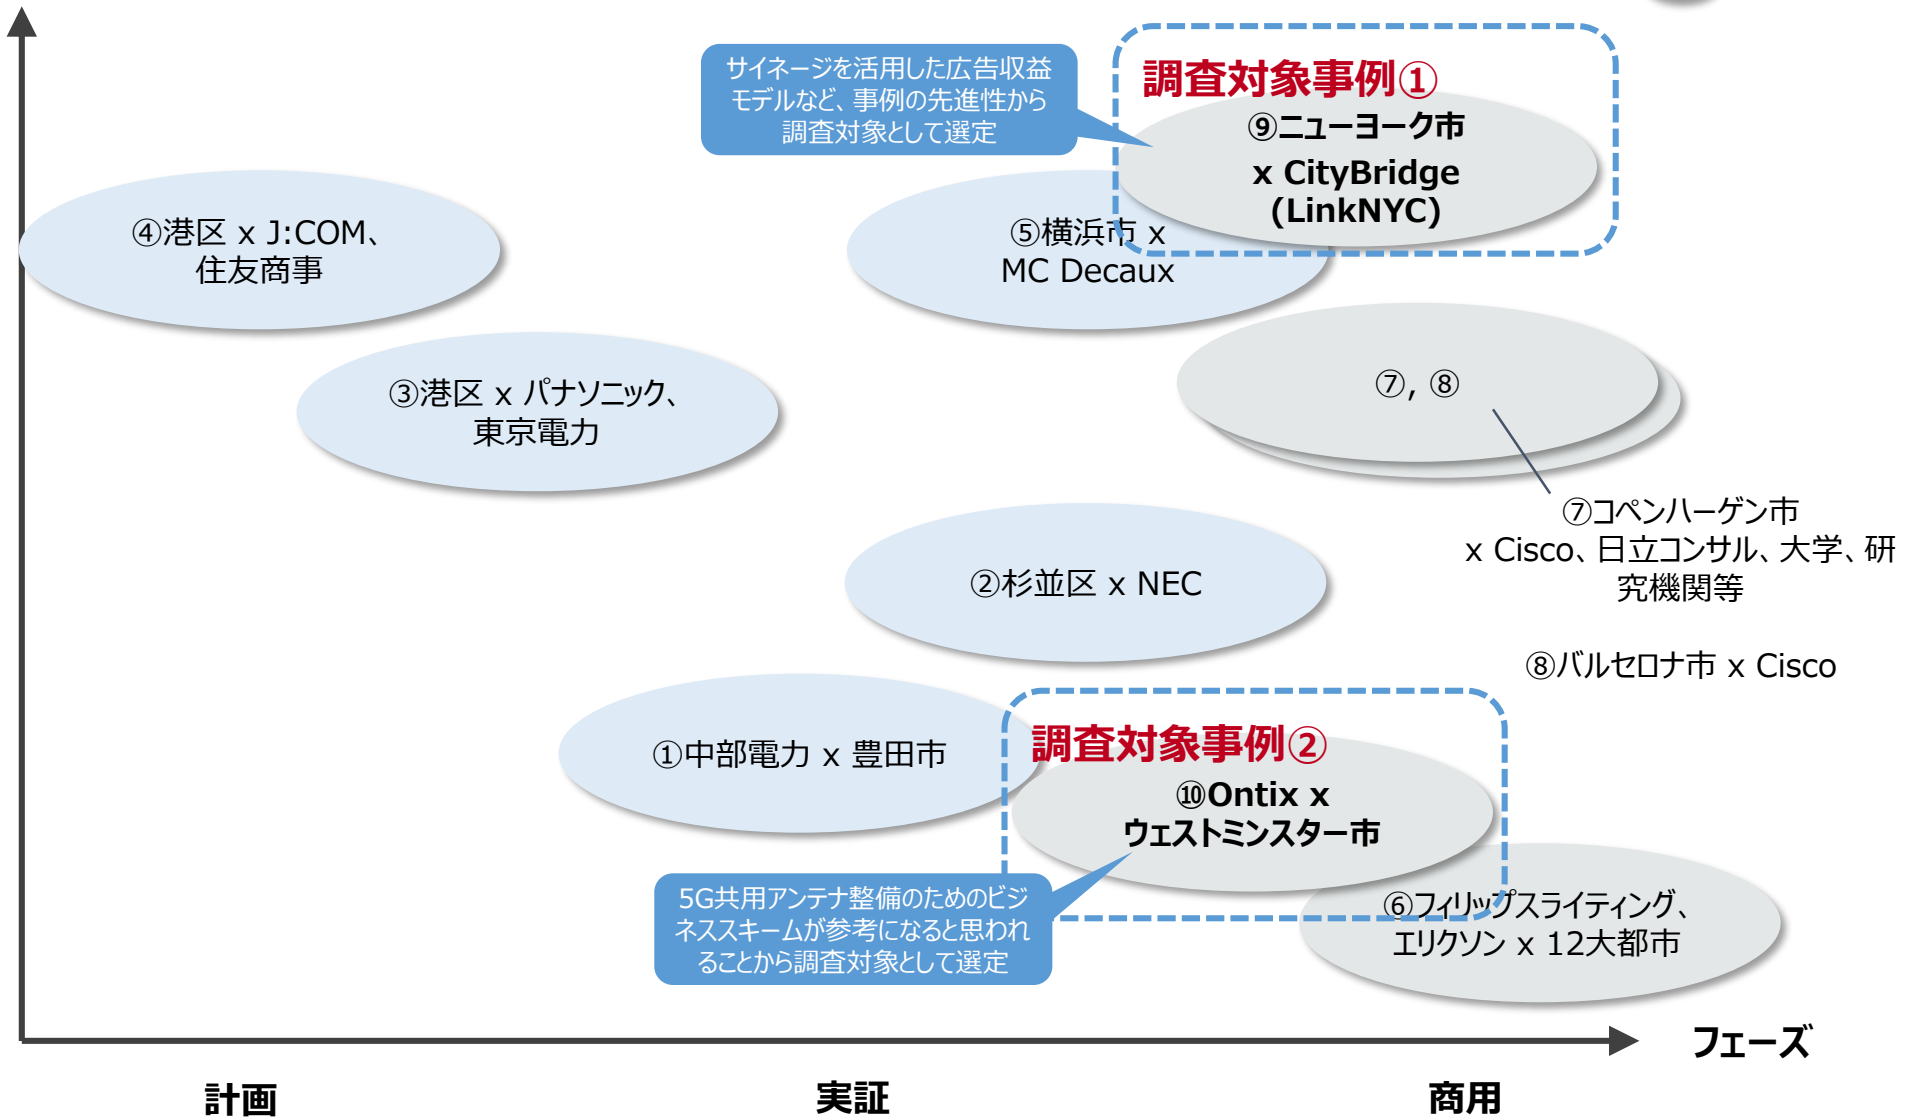 サイネージを活用した広告収益
モデルなど、事例の先進性から
調査対象として選定
調査対象事例①
⑨ニューヨーク市
x CityBridge
(LinkNYC)
④港区 x J:COM、
住友商事
⑤横浜市 x
MC Decaux
③港区 x パナソニック、
東京電力
⑦, ⑧
⑦コペンハーゲン市
x Cisco、日立コンサル、大学、研
究機関等
②杉並区 x NEC
⑧バルセロナ市 x Cisco
①中部電力 x 豊田市
調査対象事例②
⑩Ontix x
ウェストミンスター市
5G共用アンテナ整備のためのビジ
ネススキームが参考になると思われ
ることから調査対象として選定
⑥フィリップスライティング、
エリクソン x 12大都市
フェーズ
計画
実証
商用